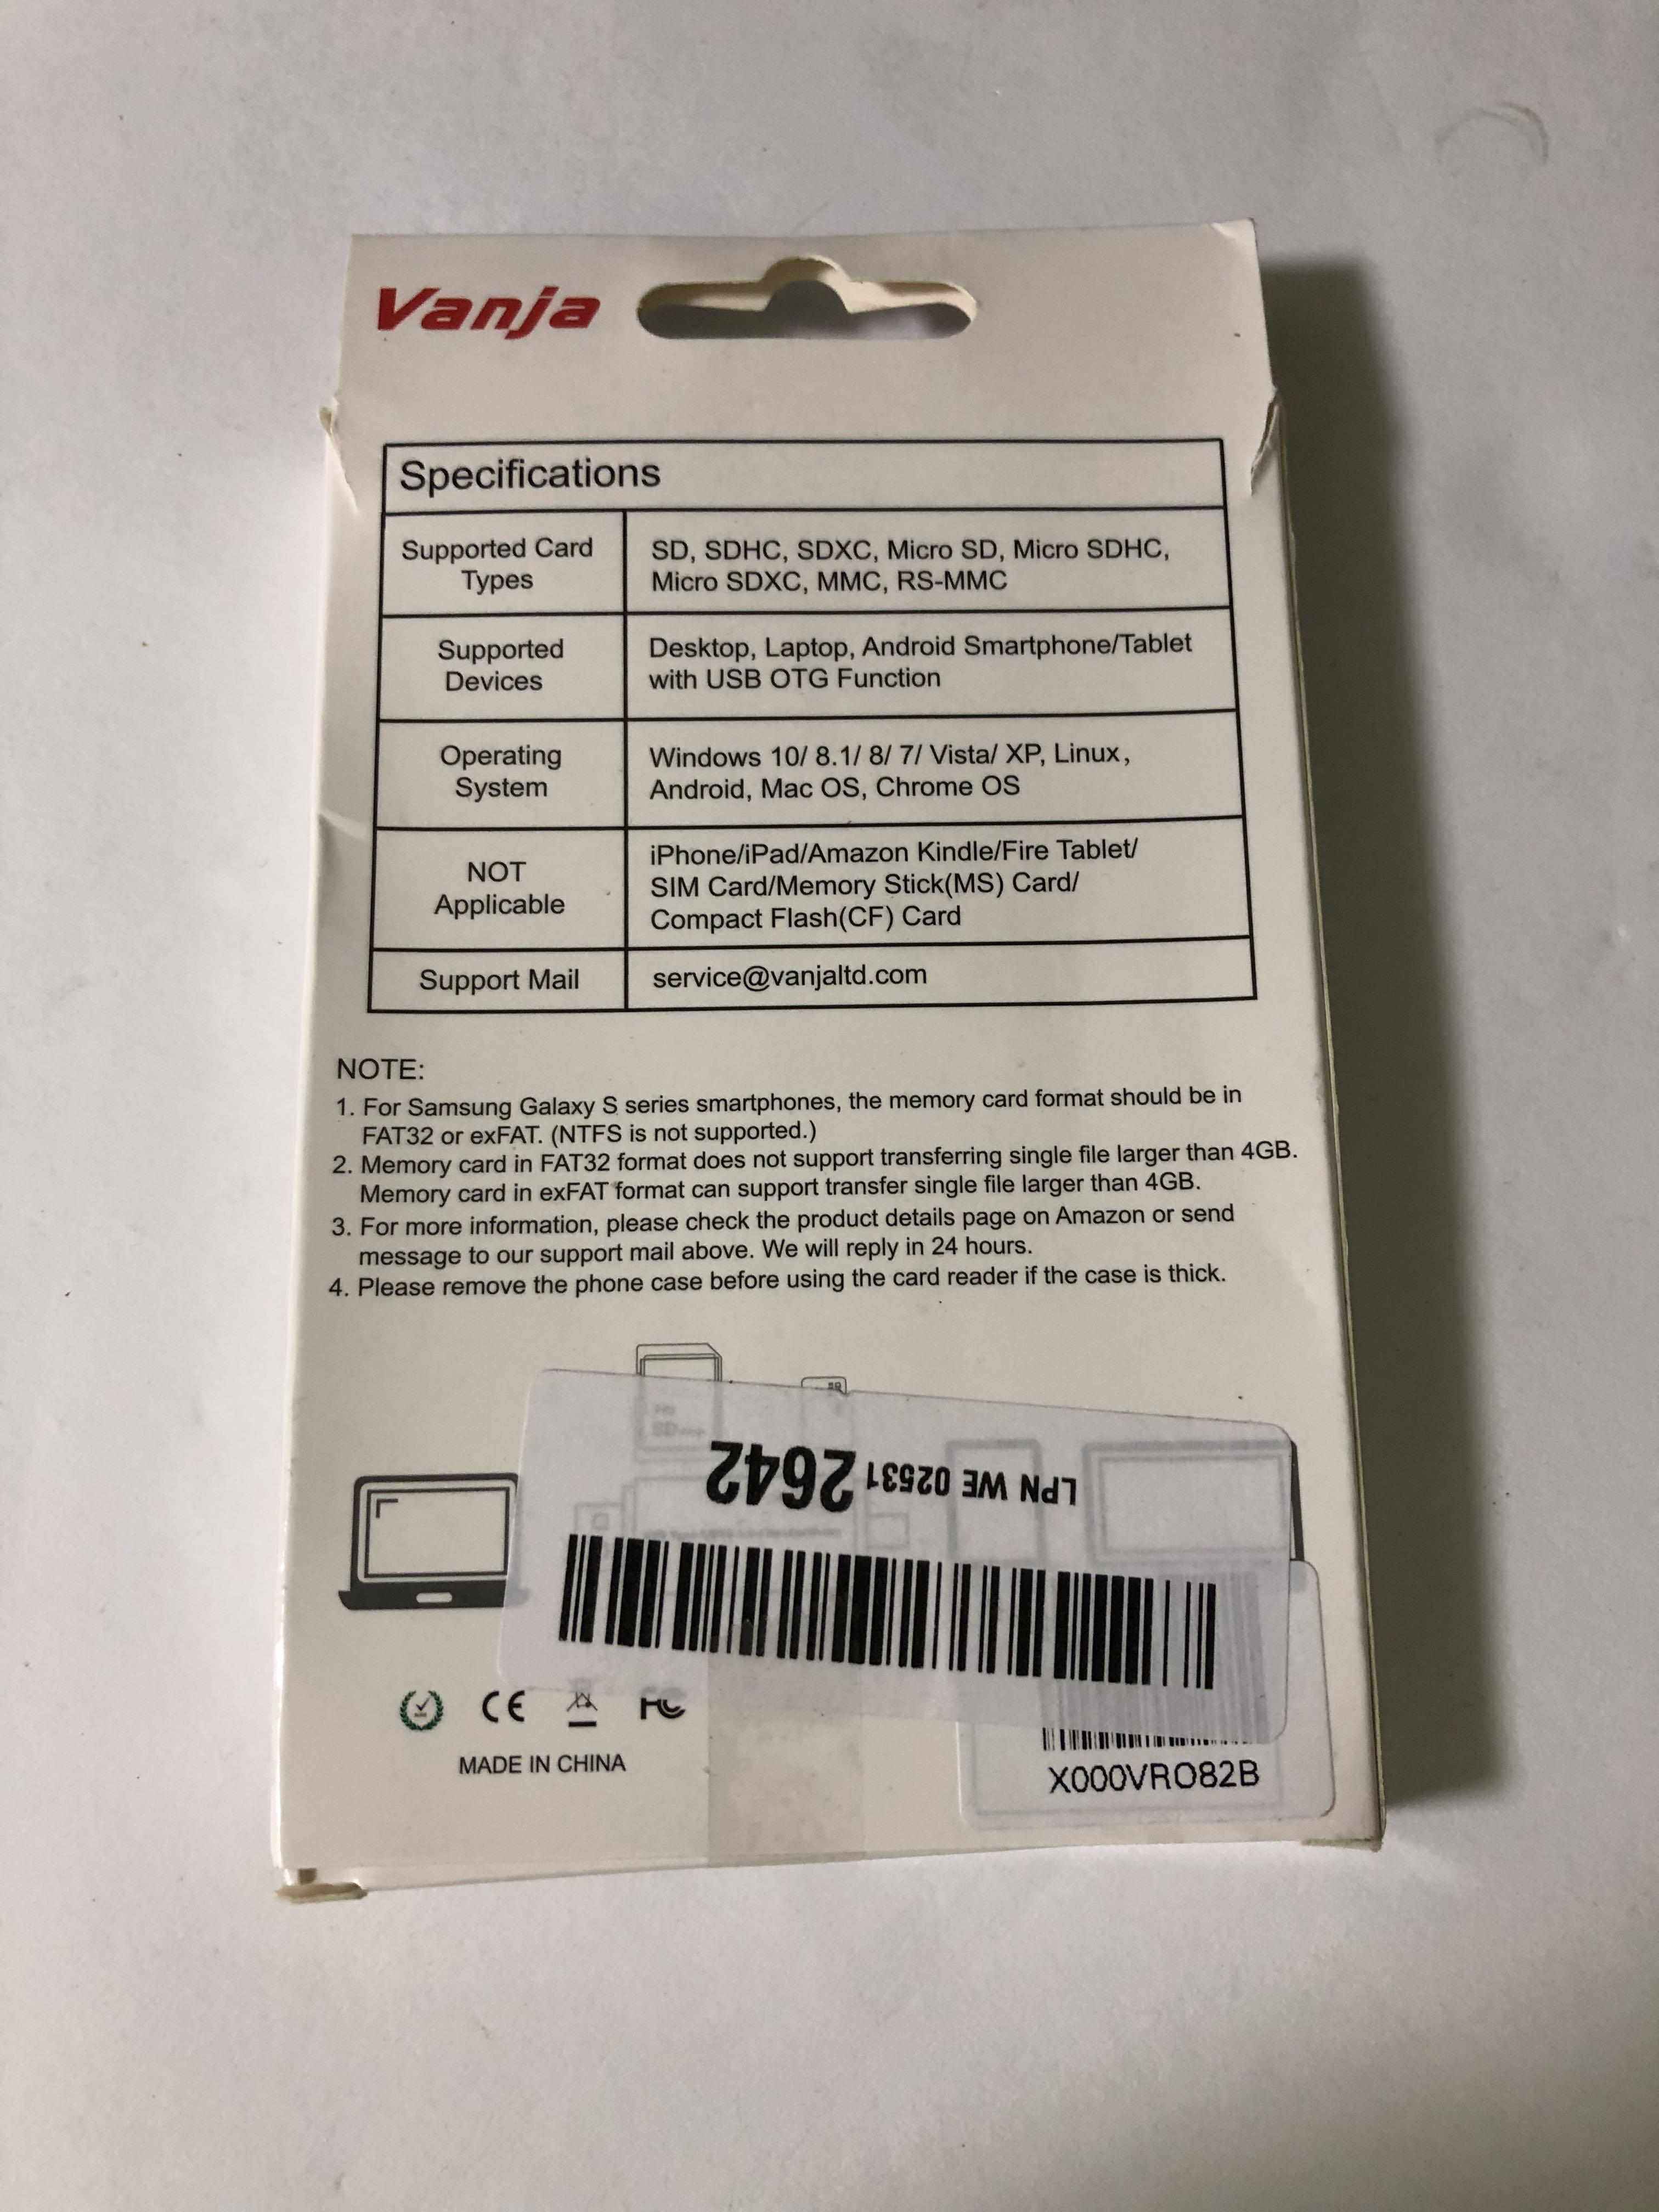 Vanja
Specifications
Supported Card
Types
SD, SDHC, SDXC, Micro SD, Micro SDHC,
Micro SDXC, MMC, RS-MMC
Supported
Devices
Desktop, Laptop, Android Smartphone/Tablet
with USB OTG Function
Operating
System
Windows 10/ 8.1/ 8/ 7/ Vista/ XP, Linux,
Android, Mac OS, Chrome OS
NOT
Applicable
iPhone/iPad/Amazon Kindle/Fire Tablet/
SIM Card/Memory Stick(MS) Card/
Compact Flash(CF) Card
Support Mail
service@vanjaltd.com
NOTE:
1. For Samsung Galaxy S series smartphones, the memory card format should be in
FAT32 or exFAT. (NTFS is not supported.)
2. Memory card in FAT32 format does not support transferring single file larger than 4GB.
Memory card in exFAT format can support transfer single file larger than 4GB.
3. For more information, please check the product details page on Amazon or send
message to our support mail above. We will reply in 24 hours.
4. Please remove the phone case before using the card reader if the case is thick.
LPN WE 02531 2642
CE FC
MADE IN CHINA
X000VRO82B